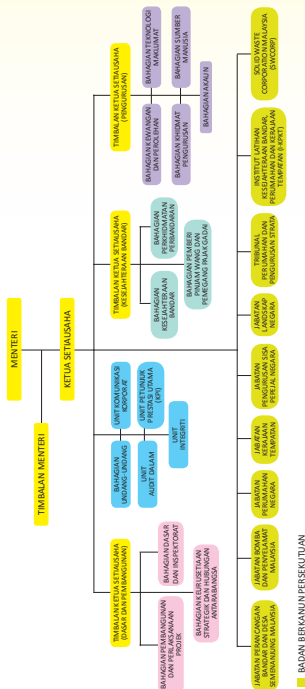 MENTERI
TIMBALAN MENTERI
KETUA SETIAUSAHA
TIMBALAN KETUA SETIAUSAHA
(DASAR DAN PEMBANGUNAN)
BAHAGIAN PEMBANGUNAN
DAN PERLAKSANAAN
PROJEK
BAHAGIAN DASAR
DAN INSPEKTORAT
BAHAGIAN KEURUSETIAAN
STRATEGIK DAN HUBUNGAN
ANTARABANGSA
BAHAGIAN
UNDANG-UNDANG
UNIT KOMUNIKASI
KORPORAT
UNIT
AUDIT DALAM
UNIT PETUNJUK
PRESTASI UTAMA
(KPI)
UNIT
INTEGRITI
TIMBALAN KETUA SETIAUSAHA
(KESEJAHTERAAN BANDAR)
BAHAGIAN
KESEJAHTERAAN
BANDAR
BAHAGIAN
PERKHIDMATAN
PERBANDARAN
BAHAGIAN PEMBERI
PINJAM WANG DAN
PEMEGANG PAJAK GADAI
TIMBALAN KETUA SETIAUSAHA
(PENGURUSAN)
BAHAGIAN KEWANGAN
DAN PEROLEHAN
BAHAGIAN TEKNOLOGI
MAKLUMAT
BAHAGIAN KHIDMAT
PENGURUSAN
BAHAGIAN SUMBER
MANUSIA
BAHAGIAN AKAUN
JABATAN PERANCANGAN
BANDAR DAN DESA
SEMENANJUNG MALAYSIA
JABATAN BOMBA
DAN PENYELAMAT
MALAYSIA
JABATAN
PERUMAHAN
NEGARA
JABATAN
KERAJAAN
TEMPATAN
JABATAN
PENGURUSAN SISA
PEPEJAL NEGARA
JABATAN
LANDSKAP
NEGARA
TRIBUNAL
PERUMAHAN DAN
PENGURUSAN STRATA
INSTITUT LATIHAN
KESEJAHTERAAN BANDAR,
PERUMAHAN DAN KERAJAAN
TEMPATAN (I-KPKT)
SOLID WASTE
CORPORATION MALAYSIA
(SWCORP)
BADAN BERKANUN PERSEKUTUAN